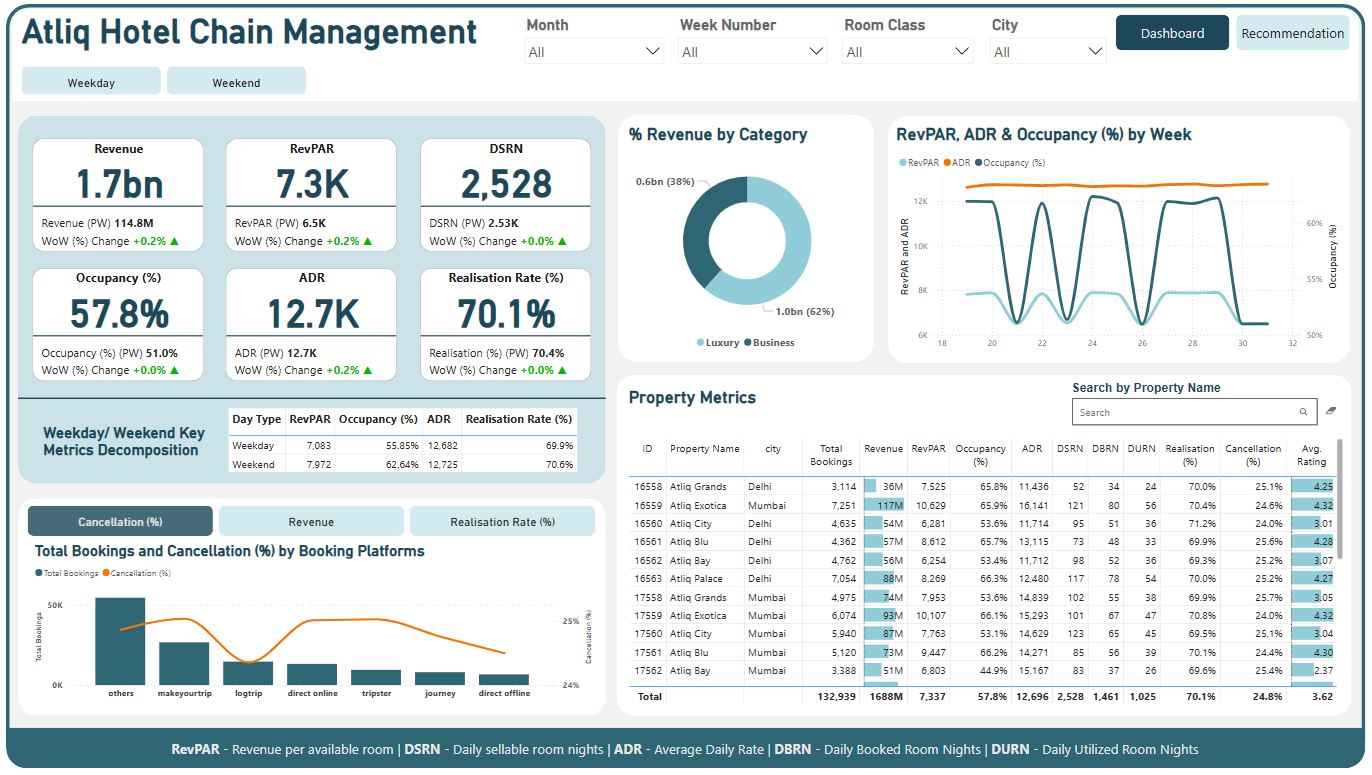 Atliq Hotel Chain Management
Month
Week Number
Room Class
City
All
All
All
All
Dashboard
Recommendation
Weekday
Weekend
Revenue
1.7bn
Revenue (PW) 114.8M
WoW (%) Change +0.2% ▲
RevPAR
7.3K
RevPAR (PW) 6.5K
WoW (%) Change +0.2% ▲
DSRN
2,528
DSRN (PW) 2.53K
WoW (%) Change +0.0% ▲
Occupancy (%)
57.8%
Occupancy (%) (PW) 51.0%
WoW (%) Change +0.0% ▲
ADR
12.7K
ADR (PW) 12.7K
WoW (%) Change +0.2% ▲
Realisation Rate (%)
70.1%
Realisation (%) (PW) 70.4%
WoW (%) Change +0.0% ▲
Weekday/ Weekend Key
Metrics Decomposition
Day Type RevPAR Occupancy (%) ADR Realisation Rate (%)
Weekday 7,083 55.85% 12,682 69.9%
Weekend 7,972 62.64% 12,725 70.6%
% Revenue by Category
0.6bn (38%)
1.0bn (62%)
Luxury Business
RevPAR, ADR & Occupancy (%) by Week
RevPAR ADR Occupancy (%)
RevPAR and ADR
12K
10K
8K
6K
60%
55%
50%
Occupancy (%)
18 20 22 24 26 28 30 32
Cancellation (%)
Revenue
Realisation Rate (%)
Total Bookings and Cancellation (%) by Booking Platforms
Total Bookings Cancellation (%)
Total Bookings
50K
0K
25%
24%
Cancellation (%)
others makeyourtrip logtrip direct online tripster journey direct offline
Property Metrics
Search by Property Name
Search
ID Property Name city Total Bookings Revenue RevPAR Occupancy (%) ADR DSRN DBRN DURN Realisation (%) Cancellation (%) Avg. Rating
16558 Atliq Grands Delhi 3,114 36M 7,525 65.8% 11,436 52 34 24 70.0% 25.1% 4.25
16559 Atliq Exotica Mumbai 7,251 117M 10,629 65.9% 16,141 121 80 56 70.4% 24.6% 4.32
16560 Atliq City Delhi 4,635 54M 6,281 53.6% 11,714 95 51 36 71.2% 24.0% 3.01
16561 Atliq Blu Delhi 4,362 57M 8,612 65.7% 13,115 73 48 33 69.9% 25.6% 4.28
16562 Atliq Bay Delhi 4,762 56M 6,254 53.4% 11,712 98 52 36 69.3% 25.2% 3.07
16563 Atliq Palace Delhi 7,054 88M 8,269 66.3% 12,480 117 78 54 70.0% 25.2% 4.27
17558 Atliq Grands Mumbai 4,975 74M 7,953 53.6% 14,839 102 55 38 69.9% 25.7% 3.05
17559 Atliq Exotica Mumbai 6,074 93M 10,107 66.1% 15,293 101 67 47 70.8% 24.0% 4.32
17560 Atliq City Mumbai 5,940 87M 7,763 53.1% 14,629 123 65 45 69.5% 25.1% 3.04
17561 Atliq Blu Mumbai 5,120 73M 9,447 66.2% 14,271 85 56 39 70.1% 24.4% 4.30
17562 Atliq Bay Mumbai 3,388 51M 6,803 44.9% 15,167 83 37 26 69.6% 25.4% 2.37
Total 132,939 1688M 7,337 57.8% 12,696 2,528 1,461 1,025 70.1% 24.8% 3.62
RevPAR - Revenue per available room | DSRN - Daily sellable room nights | ADR - Average Daily Rate | DBRN - Daily Booked Room Nights | DURN - Daily Utilized Room Nights